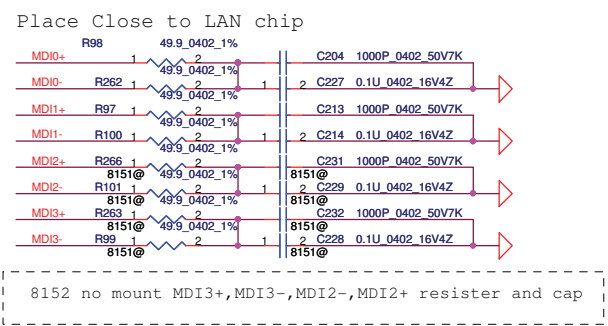 Place Close to LAN chip
R98 49.9_0402_1%
MDI0+ 1 2 C204 1000P_0402_50V7K
MDI0- R262 1 49.9_0402_1% 2 1 2 C227 0.1U_0402_16V4Z
MDI1+ R97 1 49.9_0402_1% 2 C213 1000P_0402_50V7K
MDI1- R100 1 49.9_0402_1% 2 1 2 C214 0.1U_0402_16V4Z
MDI2+ R266 1 49.9_0402_1% 2 C231 1000P_0402_50V7K
8151@ 8151@
MDI2- R101 1 49.9_0402_1% 2 1 2 C229 0.1U_0402_16V4Z
8151@ 8151@
MDI3+ R263 1 49.9_0402_1% 2 C232 1000P_0402_50V7K
8151@ 8151@
MDI3- R99 1 49.9_0402_1% 2 1 2 C228 0.1U_0402_16V4Z
8151@ 8151@
8152 no mount MDI3+,MDI3-,MDI2-,MDI2+ resister and cap